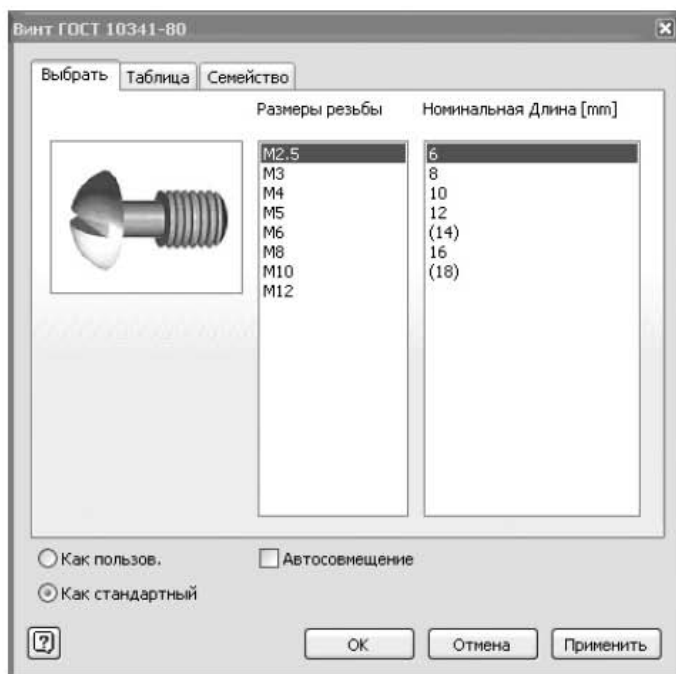 Винт ГОСТ 10341-80
Выбрать Таблица Семейство
Размеры резьбы Номинальная Длина [mm]
M2.5 6
M3 8
M4 10
M5 12
M6 (14)
M8 16
M10 (18)
M12
Как пользов. Автосовмещение
Как стандартный
? OK Отмена Применить